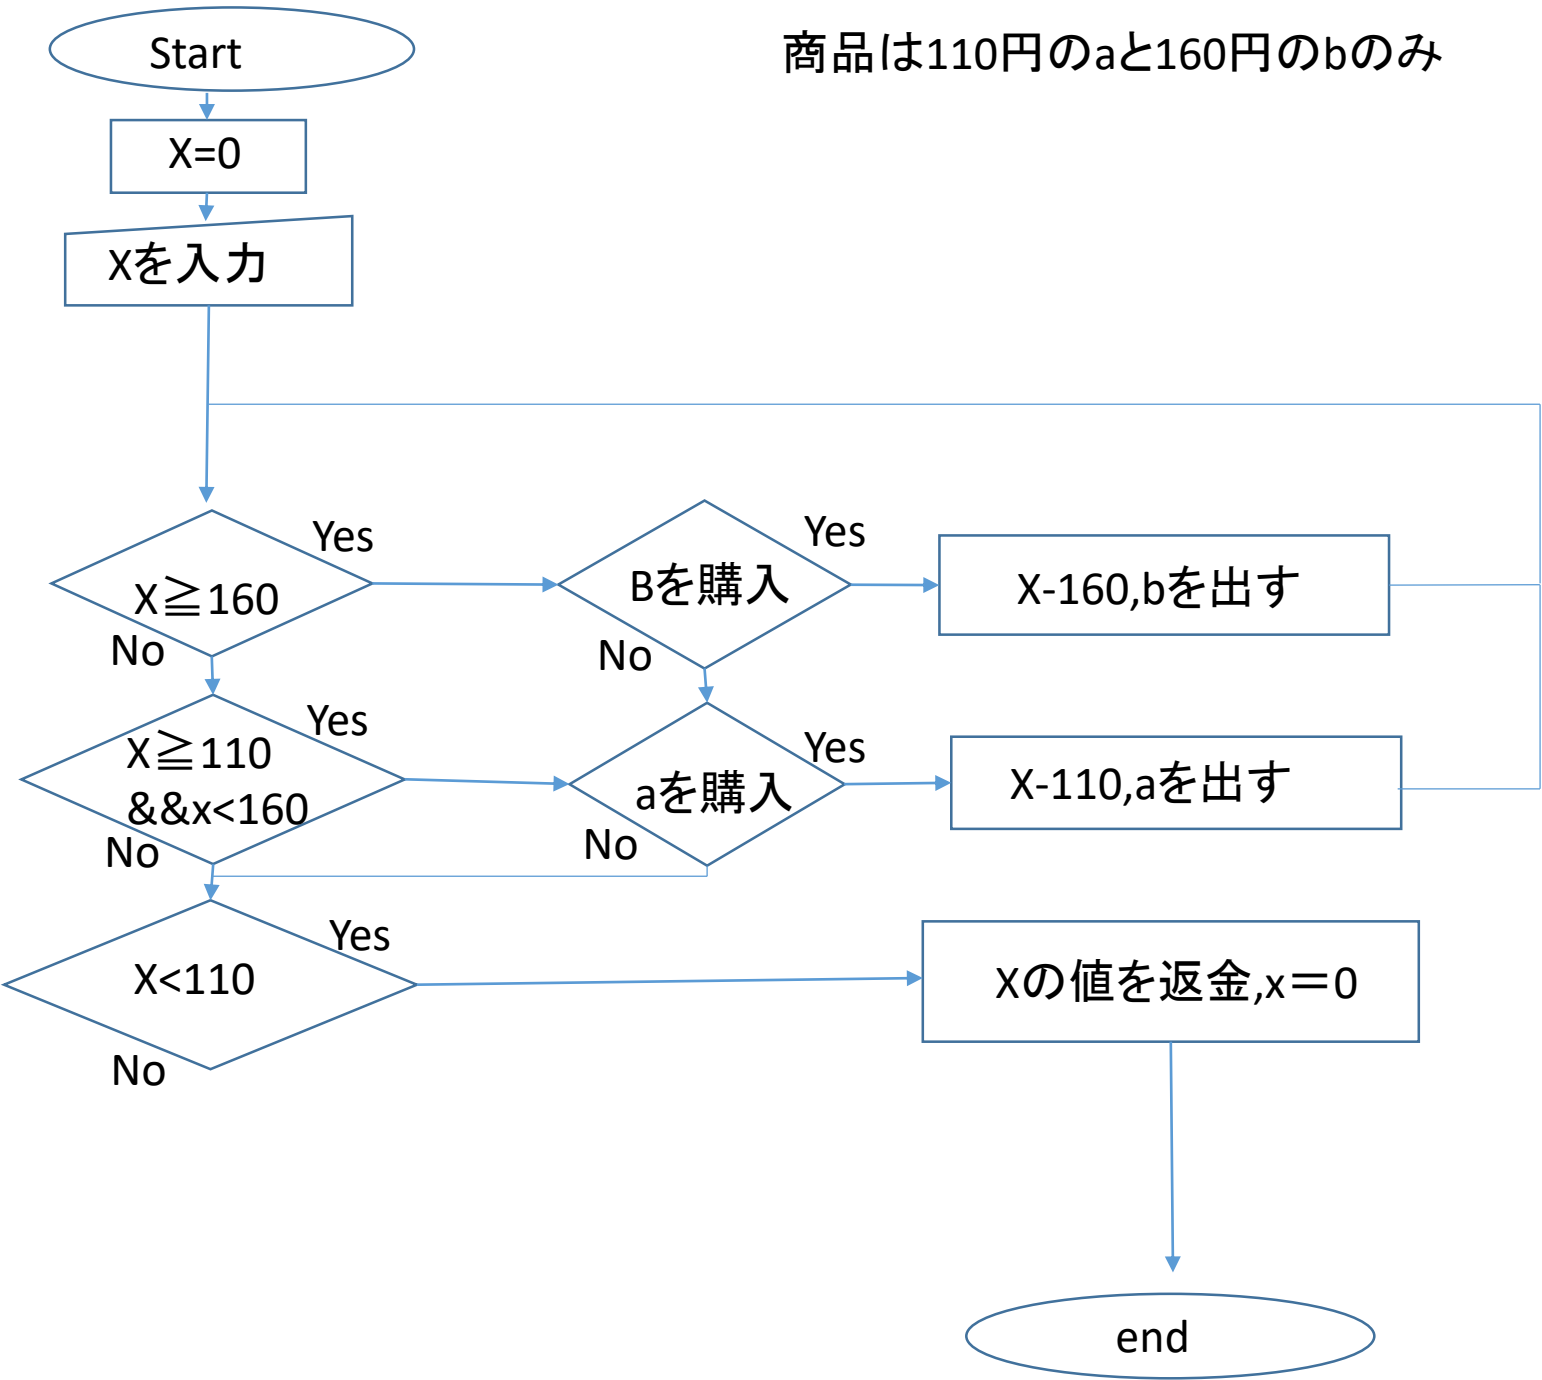 Start
商品は110円のaと160円のbのみ
X=0
Xを入力
Yes
X≧160
No
Yes
Bを購入
No
X-160,bを出す
Yes
X≧110
&&x<160
No
Yes
aを購入
No
X-110,aを出す
Yes
X<110
No
Xの値を返金,x＝0
end